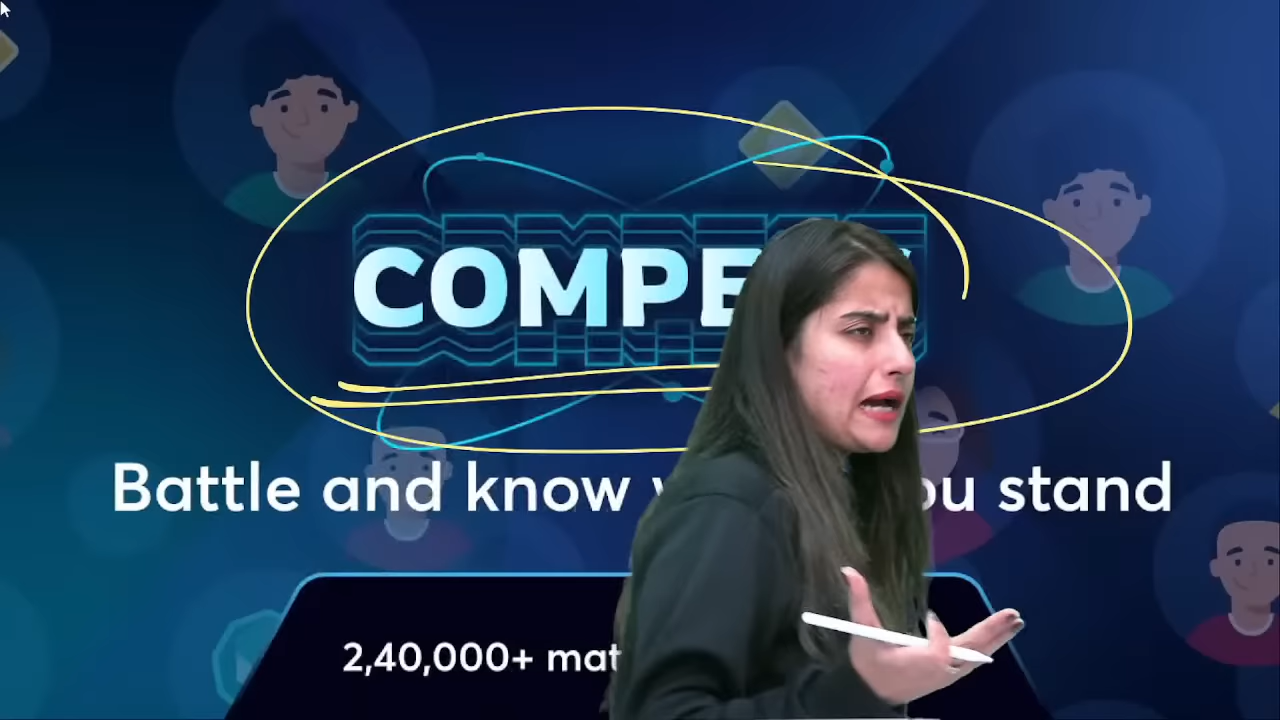 COMPE
Battle and know ou stand
2,40,000+ mat